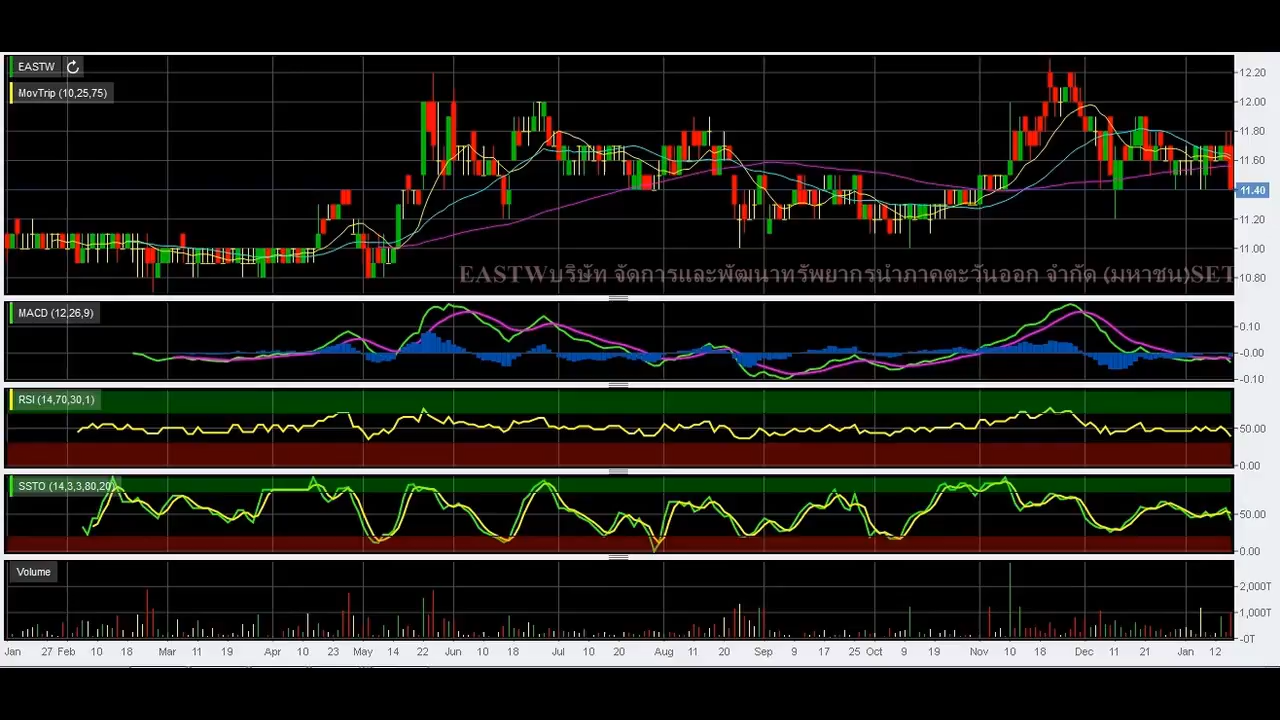 EASTW
MovTrip (10,25,75)
12.20
12.00
11.80
11.60
11.40
11.20
11.00
10.80
EASTWบริษัท จัดการและพัฒนาทรัพยากรน้ำภาคตะวันออก จำกัด (มหาชน)SET
MACD (12,26,9)
0.10
-0.00
-0.10
RSI (14,70,30,1)
50.00
0.00
SSTO (14,3,3,80,20)
50.00
0.00
Volume
2,000T
1,000T
-0T
Jan 27 Feb 10 18 Mar 11 19 Apr 10 23 May 14 22 Jun 10 18 Jul 10 20 Aug 11 20 Sep 9 17 25 Oct 9 19 Nov 10 18 Dec 11 21 Jan 12